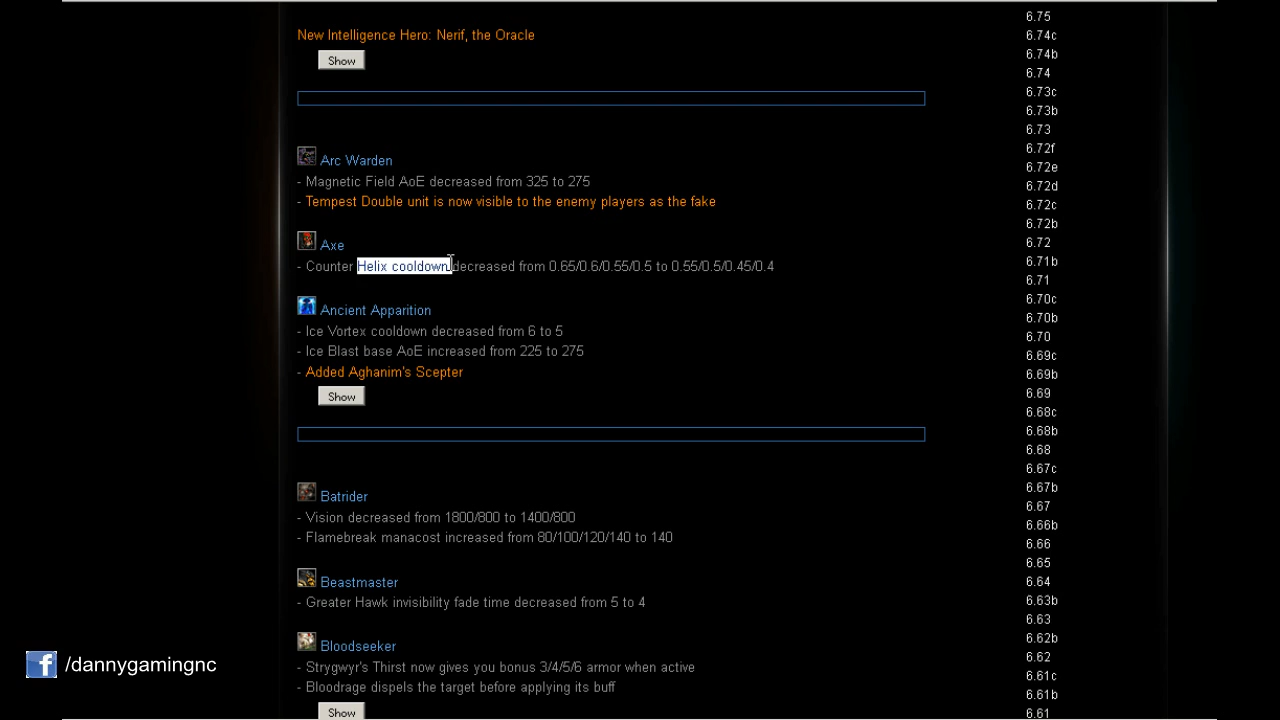 New Intelligence Hero: Nerif, the Oracle
Show
Arc Warden
- Magnetic Field AoE decreased from 325 to 275
- Tempest Double unit is now visible to the enemy players as the fake
Axe
- Counter Helix cooldown decreased from 0.65/0.6/0.55/0.5 to 0.55/0.5/0.45/0.4
Ancient Apparition
- Ice Vortex cooldown decreased from 6 to 5
- Ice Blast base AoE increased from 225 to 275
- Added Aghanim's Scepter
Show
Batrider
- Vision decreased from 1800/800 to 1400/800
- Flamebreak manacost increased from 80/100/120/140 to 140
Beastmaster
- Greater Hawk invisibility fade time decreased from 5 to 4
Bloodseeker
- Strygwyr's Thirst now gives you bonus 3/4/5/6 armor when active
- Bloodrage dispels the target before applying its buff
Show
6.75
6.74c
6.74b
6.74
6.73c
6.73b
6.73
6.72f
6.72e
6.72d
6.72c
6.72b
6.72
6.71b
6.71
6.70c
6.70b
6.70
6.69c
6.69b
6.69
6.68c
6.68b
6.68
6.67c
6.67b
6.67
6.66b
6.66
6.65
6.64
6.63b
6.63
6.62b
6.62
6.61c
6.61b
6.61
f /dannygamingnc